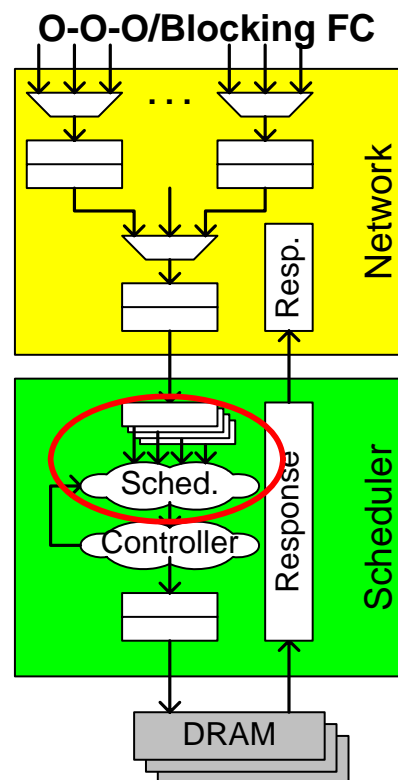 O-O-O/Blocking FC
. . .
Network
Resp.
Sched.
Controller
Response
Scheduler
DRAM